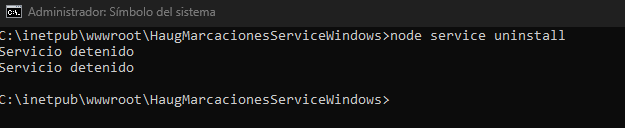 Administrador: Símbolo del sistema
C:\inetpub\wwwroot\HaugMarcacionesServiceWindows>node service uninstall
Servicio detenido
Servicio detenido
C:\inetpub\wwwroot\HaugMarcacionesServiceWindows>